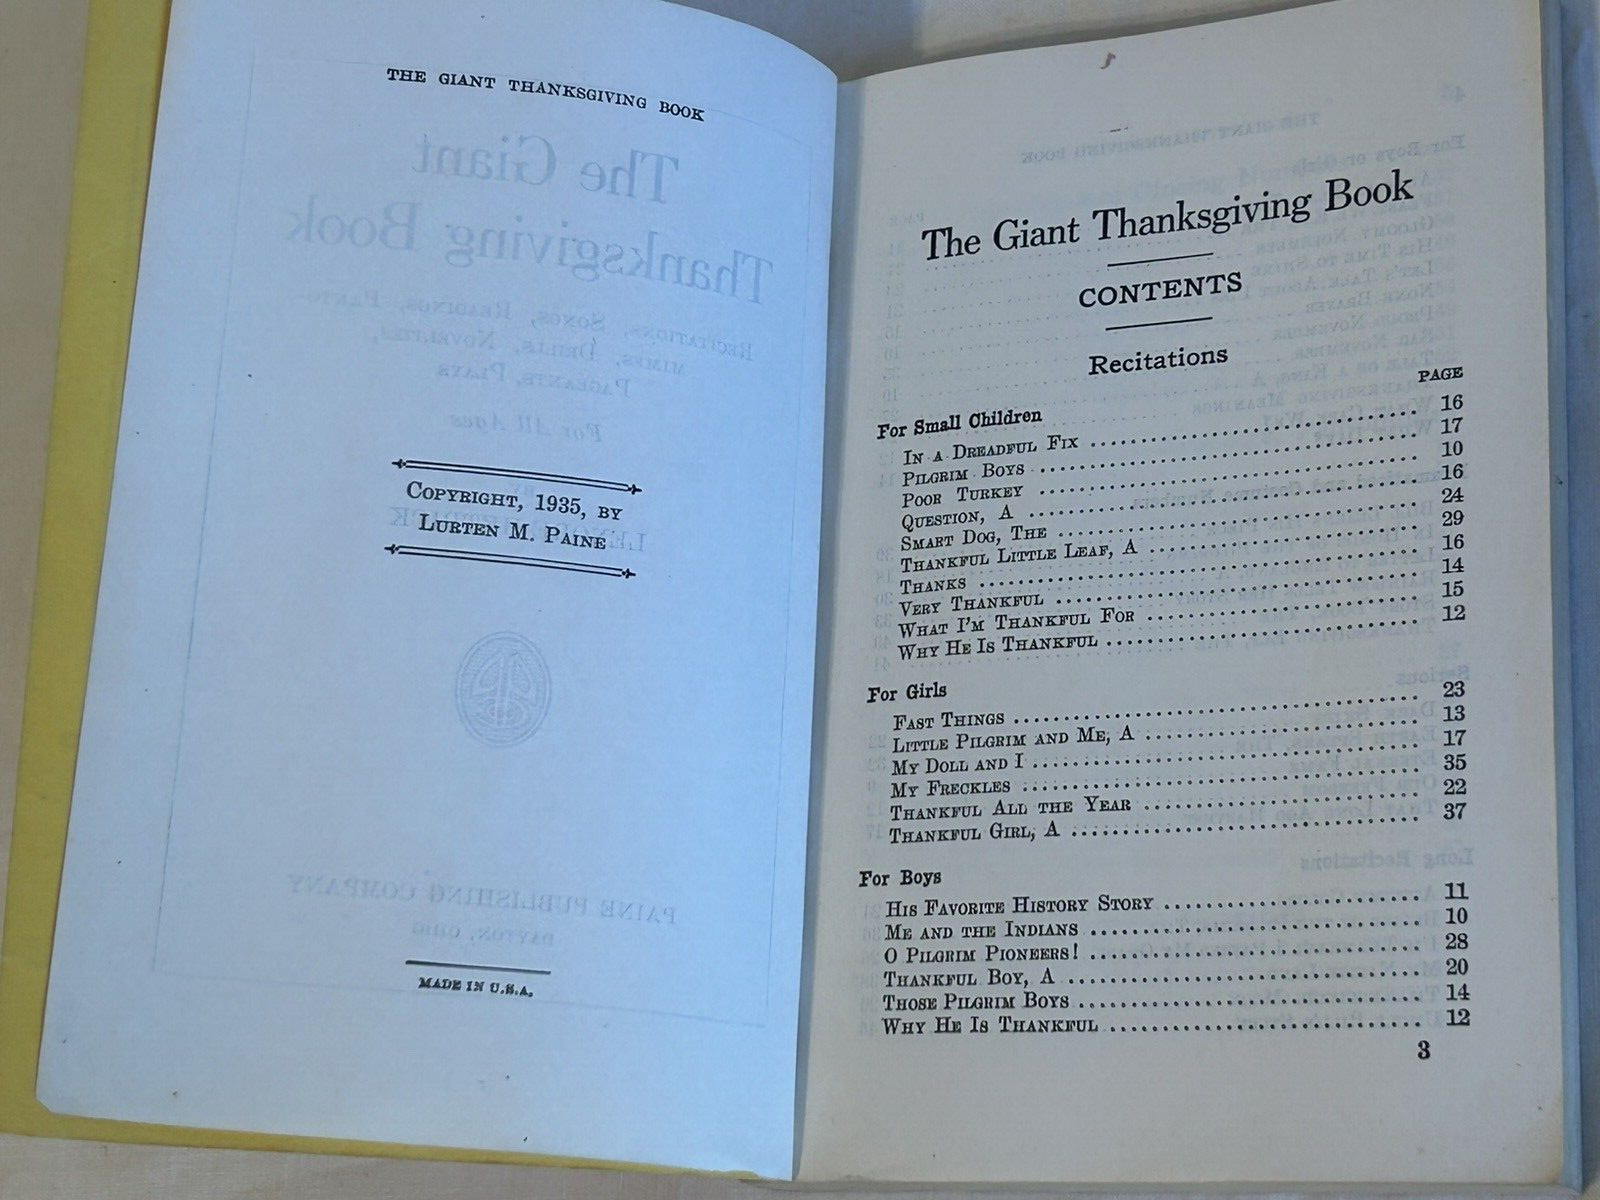 THE GIANT THANKSGIVING BOOK
COPYRIGHT, 1935, BY
LURTEN M. PAINE
MADE IN U.S.A.
The Giant Thanksgiving Book
CONTENTS
Recitations
PAGE
For Small Children
IN A DREADFUL FIX 16
PILGRIM BOYS 17
POOR TURKEY 10
QUESTION, A 16
SMART DOG, THE 24
THANKFUL LITTLE LEAF, A 29
THANKS 16
VERY THANKFUL 14
WHAT I'M THANKFUL FOR 15
WHY HE IS THANKFUL 12
For Girls
FAST THINGS 23
LITTLE PILGRIM AND ME, A 13
MY DOLL AND I 17
MY FRECKLES 35
THANKFUL ALL THE YEAR 22
THANKFUL GIRL, A 37
For Boys
HIS FAVORITE HISTORY STORY 11
ME AND THE INDIANS 10
O PILGRIM PIONEERS! 28
THANKFUL BOY, A 20
THOSE PILGRIM BOYS 14
WHY HE IS THANKFUL 12
3